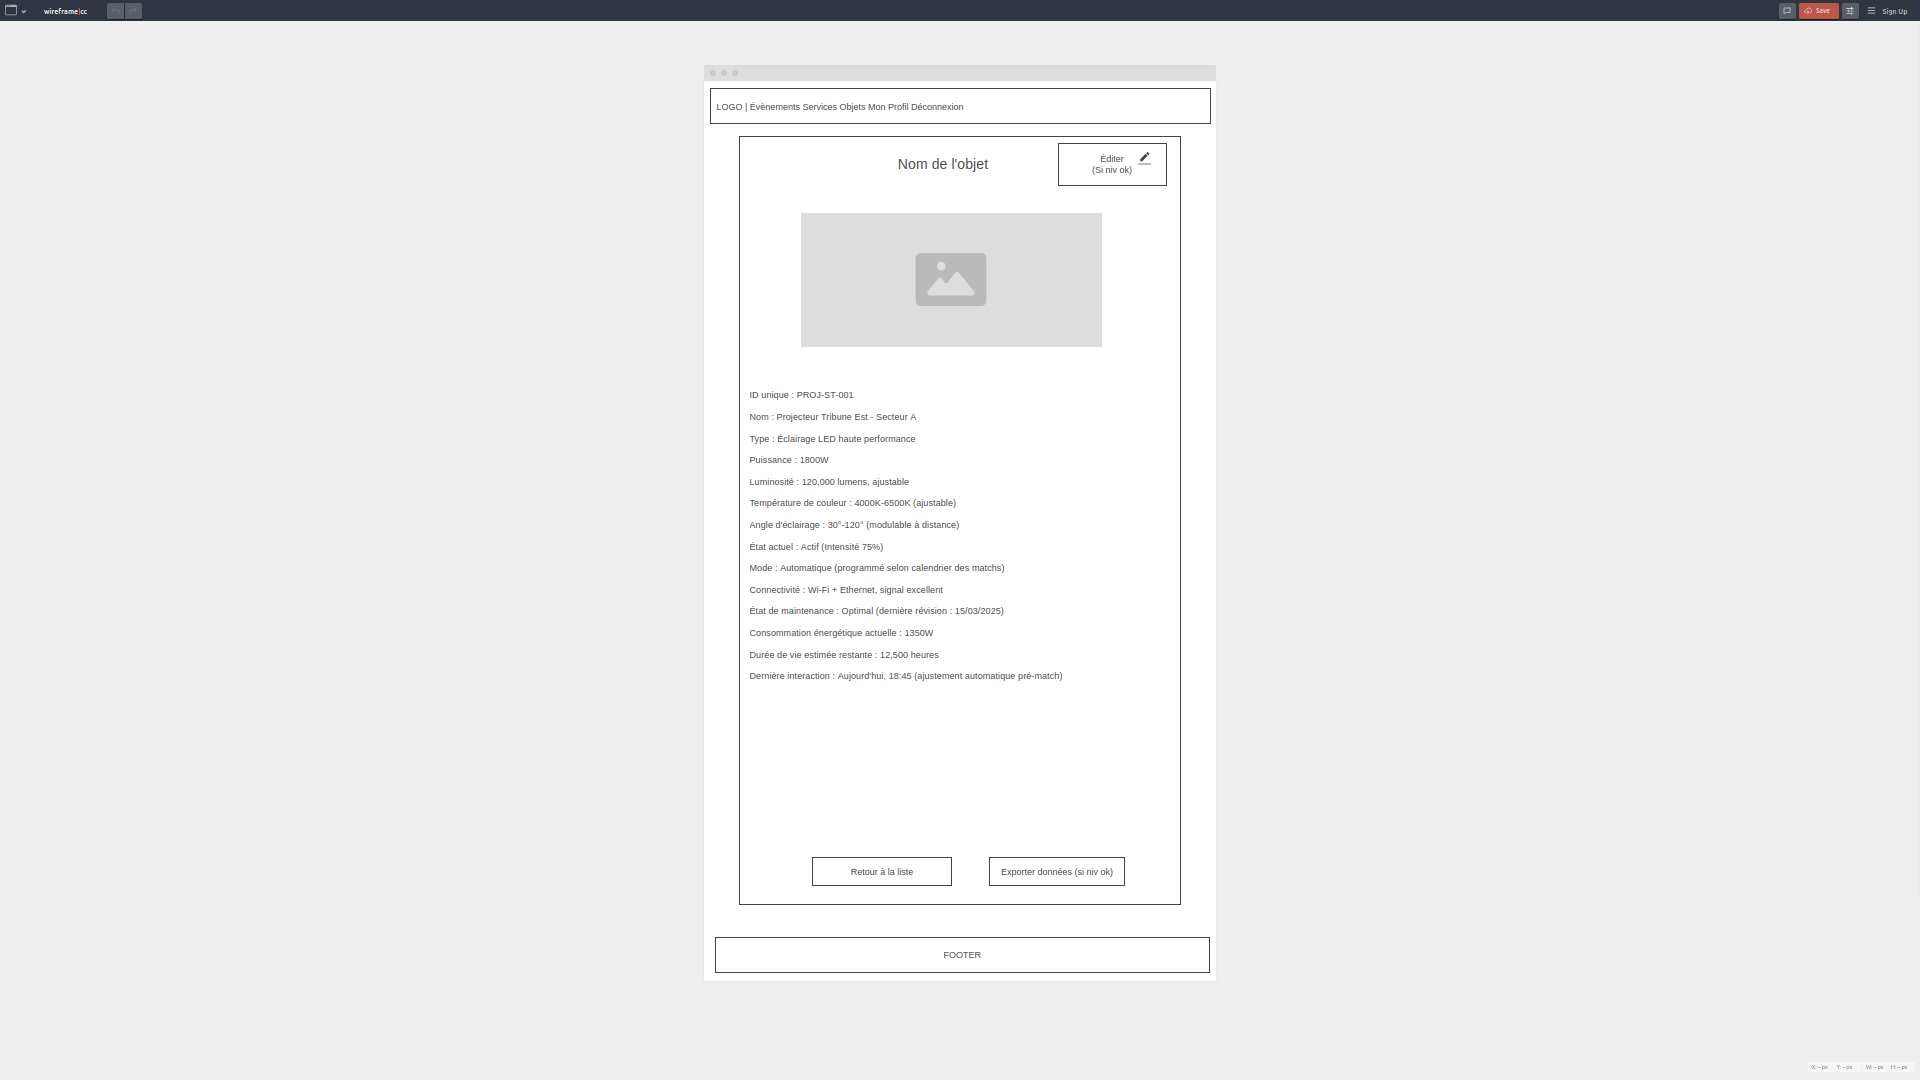 wireframe|cc
Save
Sign Up
LOGO | Évènements Services Objets Mon Profil Déconnexion
Nom de l'objet
Éditer
(Si niv ok)
ID unique : PROJ-ST-001
Nom : Projecteur Tribune Est - Secteur A
Type : Éclairage LED haute performance
Puissance : 1800W
Luminosité : 120,000 lumens, ajustable
Température de couleur : 4000K-6500K (ajustable)
Angle d'éclairage : 30°-120° (modulable à distance)
État actuel : Actif (Intensité 75%)
Mode : Automatique (programmé selon calendrier des matchs)
Connectivité : Wi-Fi + Ethernet, signal excellent
État de maintenance : Optimal (dernière révision : 15/03/2025)
Consommation énergétique actuelle : 1350W
Durée de vie estimée restante : 12,500 heures
Dernière interaction : Aujourd'hui, 18:45 (ajustement automatique pré-match)
Retour à la liste
Exporter données (si niv ok)
FOOTER
X: – px Y: – px W: – px H: – px